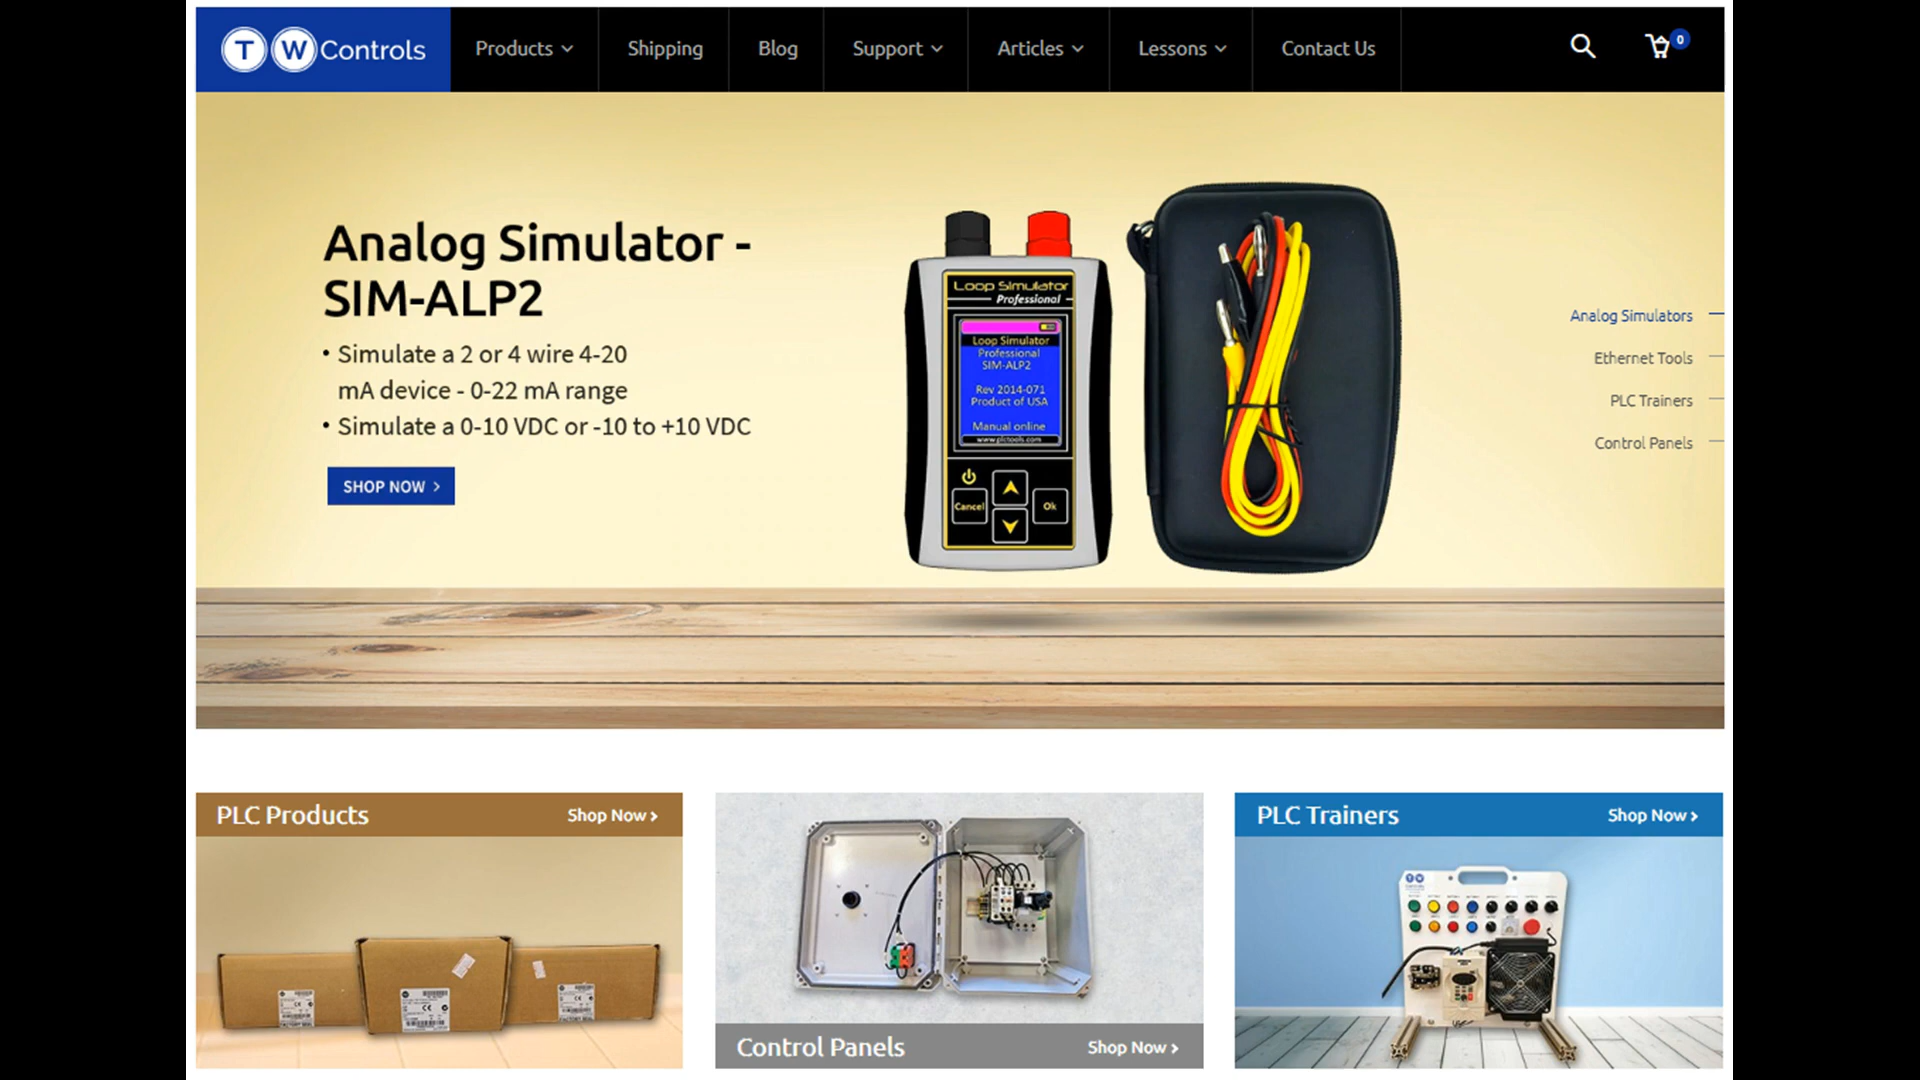 TW Controls
Products
Shipping
Blog
Support
Articles
Lessons
Contact Us
0
Analog Simulator -
SIM-ALP2
• Simulate a 2 or 4 wire 4-20
mA device - 0-22 mA range
• Simulate a 0-10 VDC or -10 to +10 VDC
SHOP NOW >
Loop Simulator
Professional
Loop Simulator
Professional
SIM-ALP2
Rev 2014-071
Product of USA
Manual online
www.plctools.com
Cancel
Ok
Analog Simulators
Ethernet Tools
PLC Trainers
Control Panels
PLC Products
Shop Now >
Control Panels
Shop Now >
PLC Trainers
Shop Now >